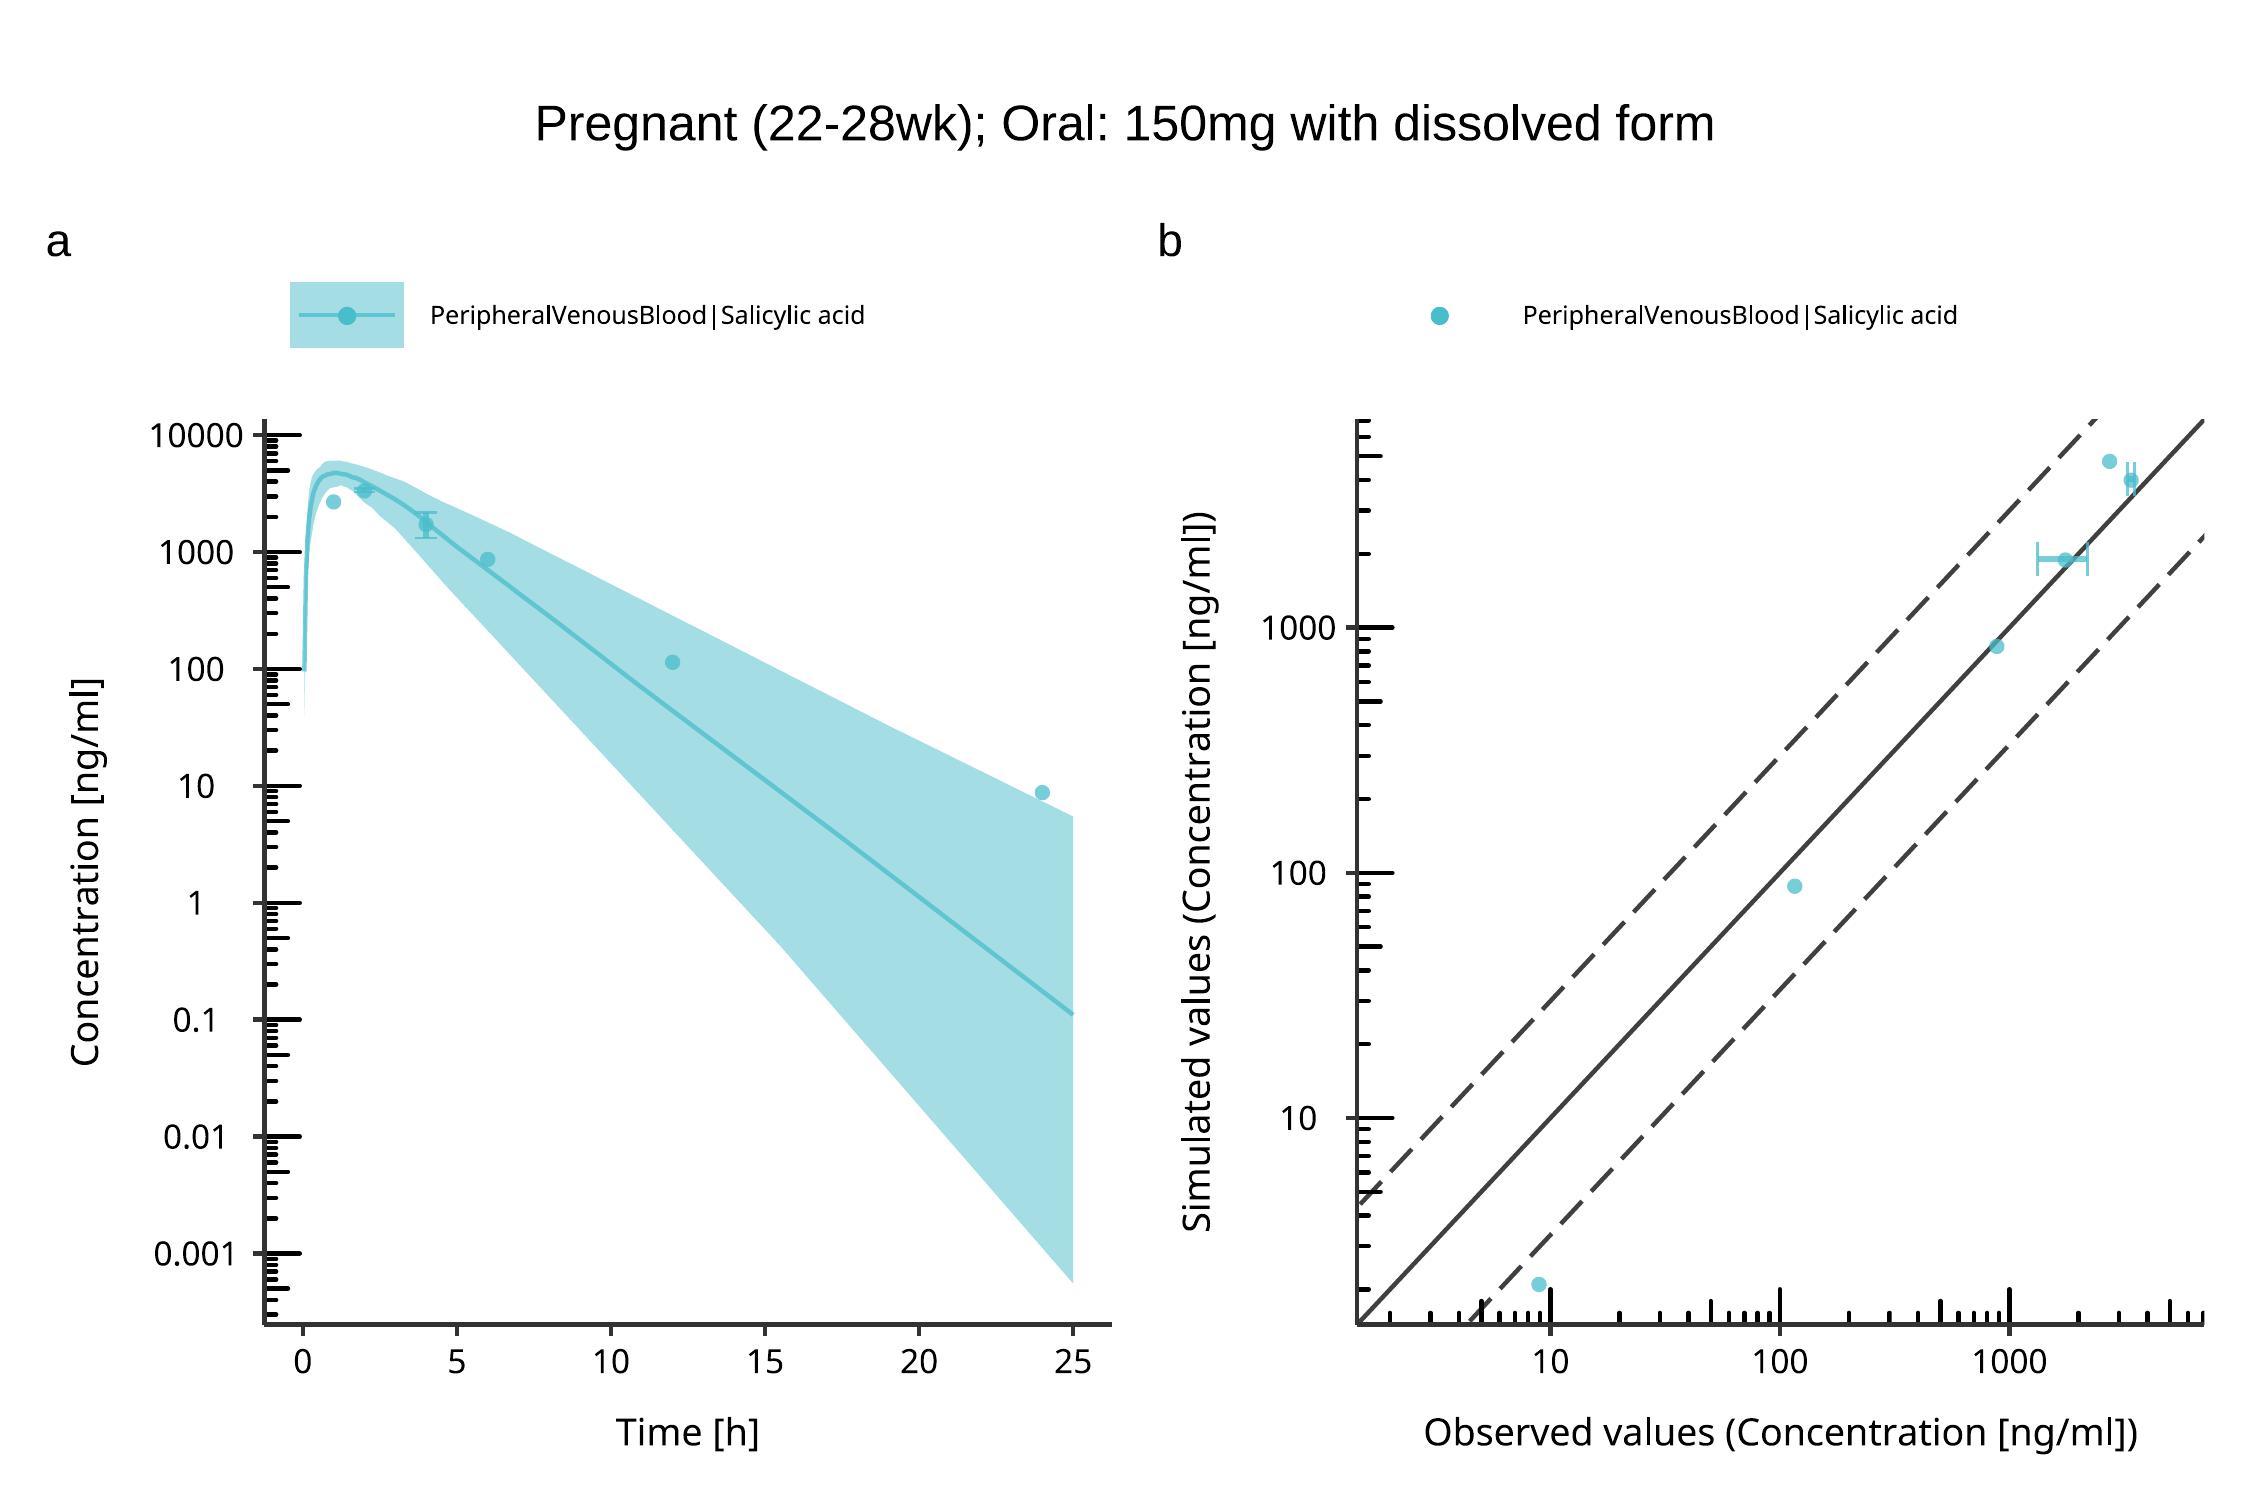 Pregnant (22-28wk); Oral: 150mg with dissolved form
a
PeripheralVenousBlood|Salicylic acid
Concentration [ng/ml]
10000
1000
100
10
1
0.1
0.01
0.001
0 5 10 15 20 25
Time [h]
b
PeripheralVenousBlood|Salicylic acid
Simulated values (Concentration [ng/ml])
1000
100
10
10 100 1000
Observed values (Concentration [ng/ml])